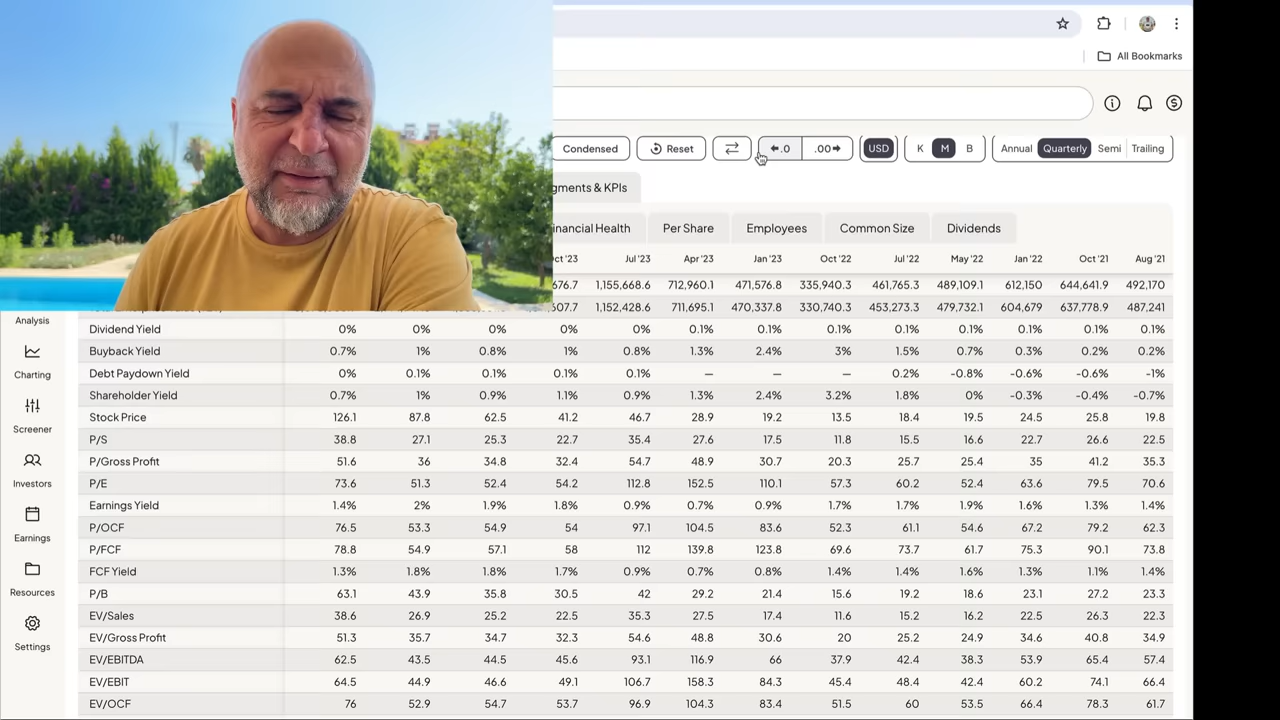 All Bookmarks
Condensed Reset .0 .00 USD K M B Annual Quarterly Semi Trailing
gments & KPIs
inancial Health Per Share Employees Common Size Dividends
Jul '23 Apr '23 Jan '23 Oct '22 Jul '22 May '22 Jan '22 Oct '21 Aug '21
676.7 1,155,668.6 712,960.1 471,576.8 335,940.3 461,765.3 489,109.1 612,150 644,641.9 492,170
607.7 1,152,428.6 711,695.1 470,337.8 330,740.3 453,273.3 479,732.1 604,679 637,778.9 487,241
Analysis
Charting
Screener
Investors
Earnings
Resources
Settings
Dividend Yield 0% 0% 0% 0% 0% 0.1% 0.1% 0.1% 0.1% 0.1% 0.1% 0.1% 0.1%
Buyback Yield 0.7% 1% 0.8% 1% 0.8% 1.3% 2.4% 3% 1.5% 0.7% 0.3% 0.2% 0.2%
Debt Paydown Yield 0% 0.1% 0.1% 0.1% 0.1% — — — 0.2% -0.8% -0.6% -0.6% -1%
Shareholder Yield 0.7% 1% 0.9% 1.1% 0.9% 1.3% 2.4% 3.2% 1.8% 0% -0.3% -0.4% -0.7%
Stock Price 126.1 87.8 62.5 41.2 46.7 28.9 19.2 13.5 18.4 19.5 24.5 25.8 19.8
P/S 38.8 27.1 25.3 22.7 35.4 27.6 17.5 11.8 15.5 16.6 22.7 26.6 22.5
P/Gross Profit 51.6 36 34.8 32.4 54.7 48.9 30.7 20.3 25.7 25.4 35 41.2 35.3
P/E 73.6 51.3 52.4 54.2 112.8 152.5 110.1 57.3 60.2 52.4 63.6 79.5 70.6
Earnings Yield 1.4% 2% 1.9% 1.8% 0.9% 0.7% 0.9% 1.7% 1.7% 1.9% 1.6% 1.3% 1.4%
P/OCF 76.5 53.3 54.9 54 97.1 104.5 83.6 52.3 61.1 54.6 67.2 79.2 62.3
P/FCF 78.8 54.9 57.1 58 112 139.8 123.8 69.6 73.7 61.7 75.3 90.1 73.8
FCF Yield 1.3% 1.8% 1.8% 1.7% 0.9% 0.7% 0.8% 1.4% 1.4% 1.6% 1.3% 1.1% 1.4%
P/B 63.1 43.9 35.8 30.5 42 29.2 21.4 15.6 19.2 18.6 23.1 27.2 23.3
EV/Sales 38.6 26.9 25.2 22.5 35.3 27.5 17.4 11.6 15.2 16.2 22.5 26.3 22.3
EV/Gross Profit 51.3 35.7 34.7 32.3 54.6 48.8 30.6 20 25.2 24.9 34.6 40.8 34.9
EV/EBITDA 62.5 43.5 44.5 45.6 93.1 116.9 66 37.9 42.4 38.3 53.9 65.4 57.4
EV/EBIT 64.5 44.9 46.6 49.1 106.7 158.3 84.3 45.4 48.4 42.4 60.2 74.1 66.4
EV/OCF 76 52.9 54.7 53.7 96.9 104.3 83.4 51.5 60 53.5 66.4 78.3 61.7